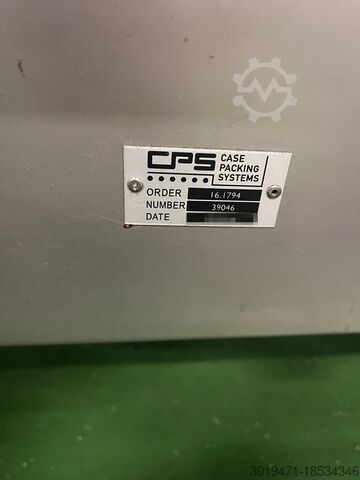 CPS CASE
PACKING
SYSTEMS
ORDER 16.1794
NUMBER 39046
DATE
3019471-18534346